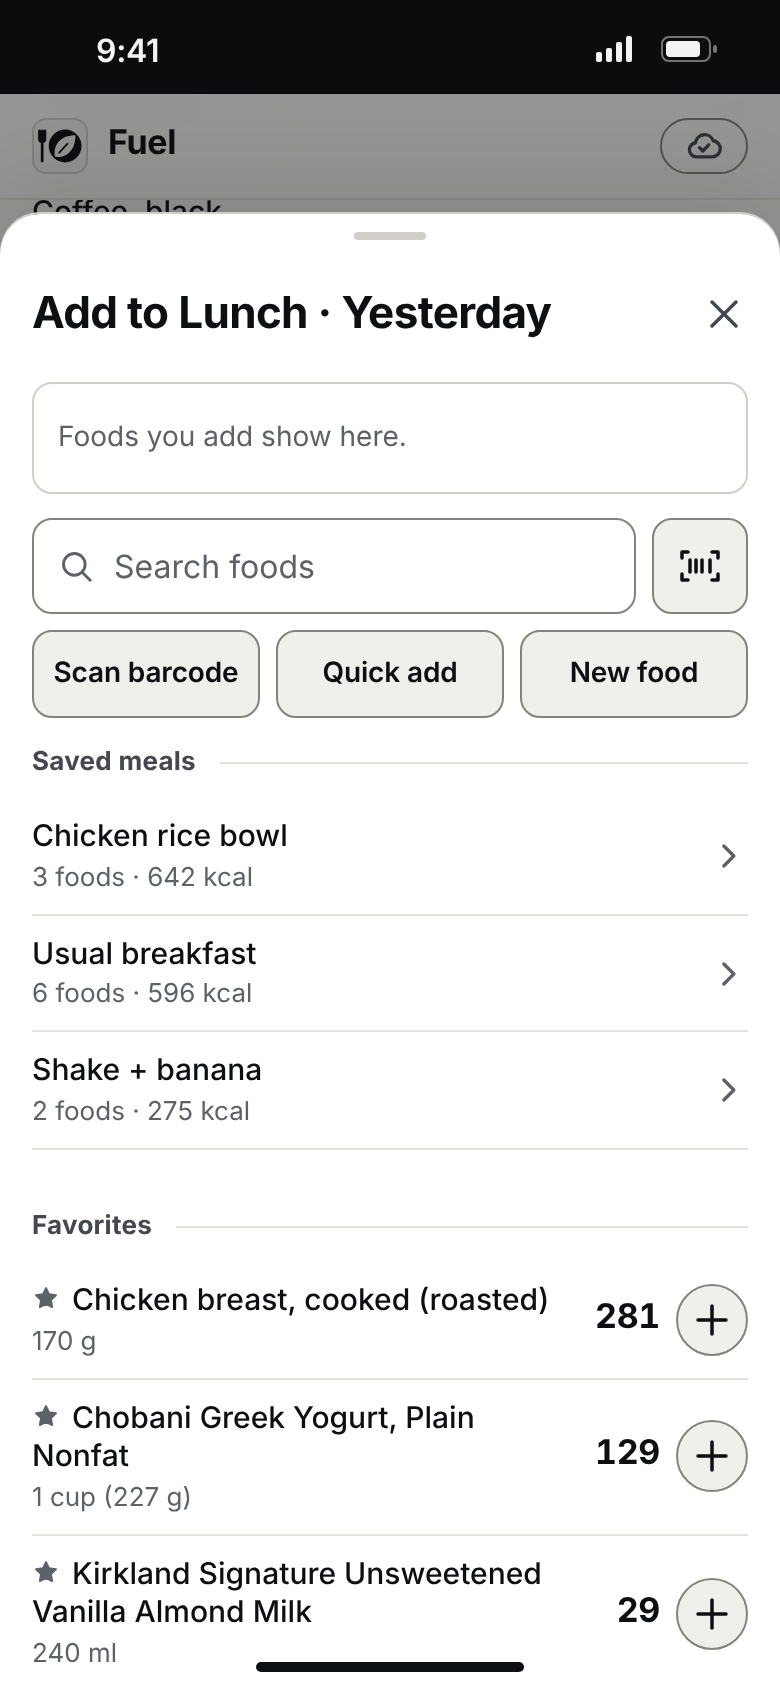 9:41
Fuel
Coffee, black
Add to Lunch · Yesterday
Foods you add show here.
Search foods
Scan barcode
Quick add
New food
Saved meals
Chicken rice bowl
3 foods · 642 kcal
Usual breakfast
6 foods · 596 kcal
Shake + banana
2 foods · 275 kcal
Favorites
Chicken breast, cooked (roasted)
281
170 g
Chobani Greek Yogurt, Plain
Nonfat
129
1 cup (227 g)
Kirkland Signature Unsweetened
Vanilla Almond Milk
29
240 ml